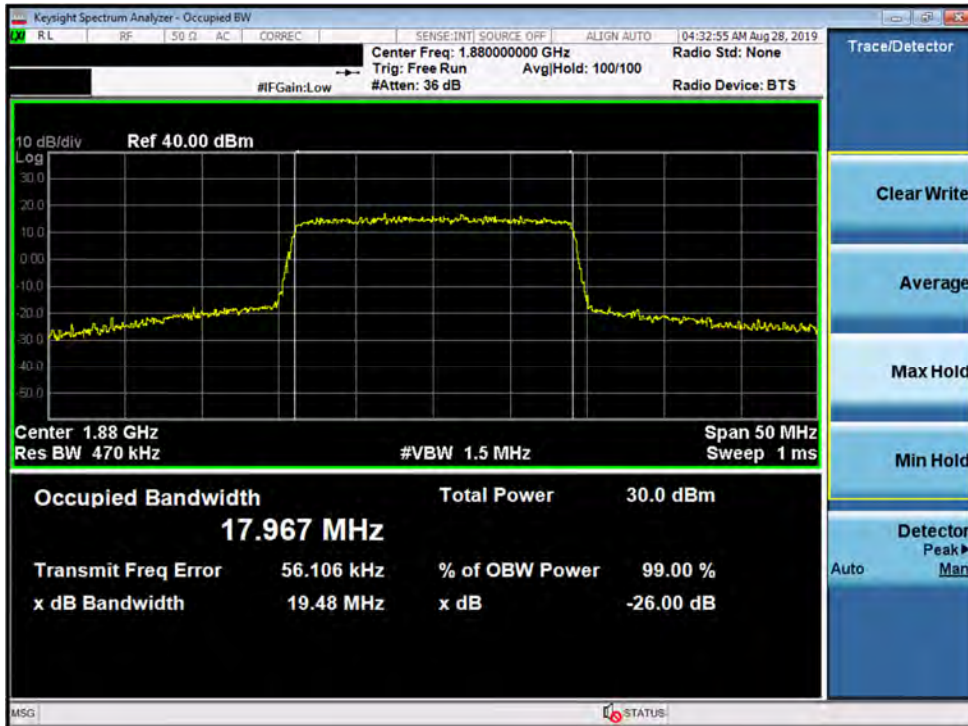 Keysight Spectrum Analyzer - Occupied BW
LXI RL RF 50 Ω AC CORREC SENSE:INT SOURCE OFF ALIGN AUTO 04:32:55 AM Aug 28, 2019
Center Freq: 1.880000000 GHz Radio Std: None
Trig: Free Run Avg|Hold: 100/100
#IFGain:Low #Atten: 36 dB Radio Device: BTS
Trace/Detector
10 dB/div Ref 40.00 dBm
Log
30.0
20.0
10.0
0.00
-10.0
-20.0
-30.0
-40.0
-50.0
Center 1.88 GHz Span 50 MHz
Res BW 470 kHz #VBW 1.5 MHz Sweep 1 ms
Occupied Bandwidth Total Power 30.0 dBm
17.967 MHz
Transmit Freq Error 56.106 kHz % of OBW Power 99.00 %
x dB Bandwidth 19.48 MHz x dB -26.00 dB
Clear Write
Average
Max Hold
Min Hold
Detector
Peak▶
Auto Man
MSG STATUS